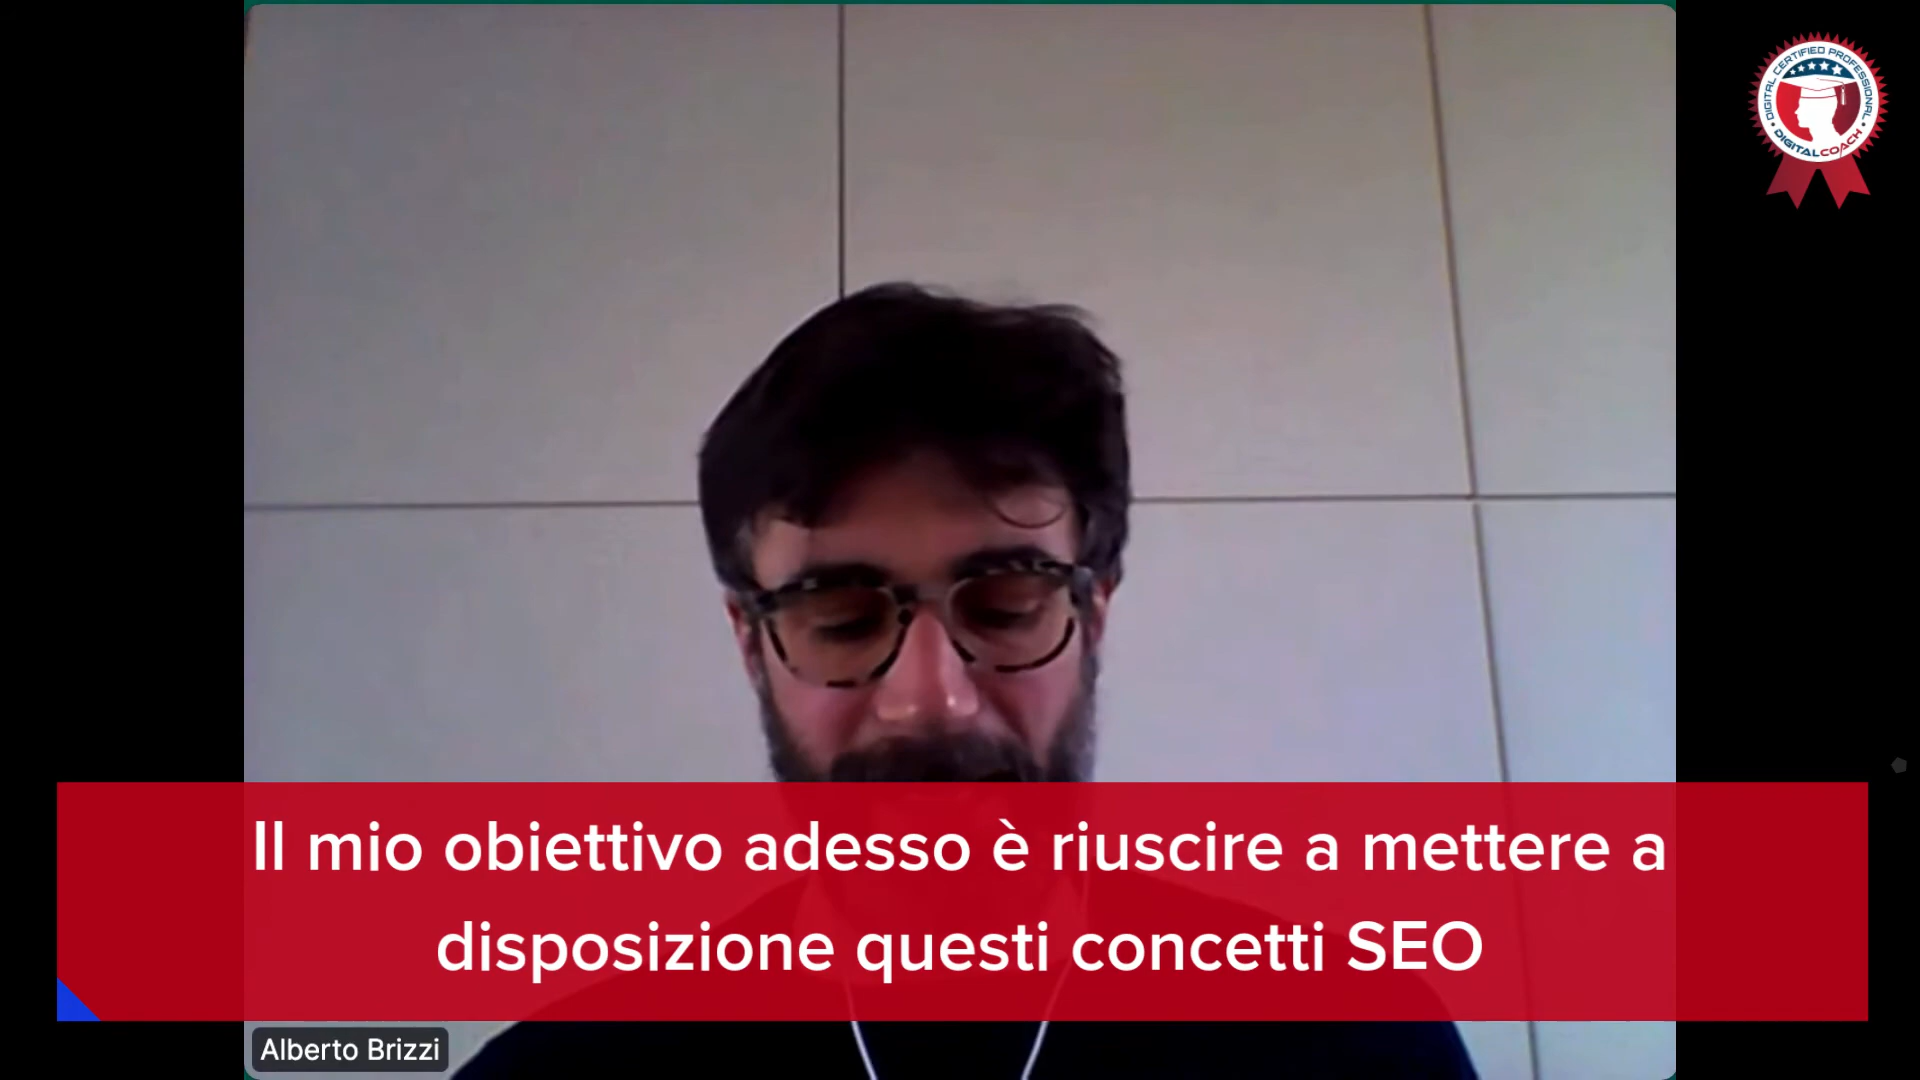 DIGITAL CERTIFIED PROFESSIONAL
DIGITALCOACH
Il mio obiettivo adesso è riuscire a mettere a
disposizione questi concetti SEO
Alberto Brizzi